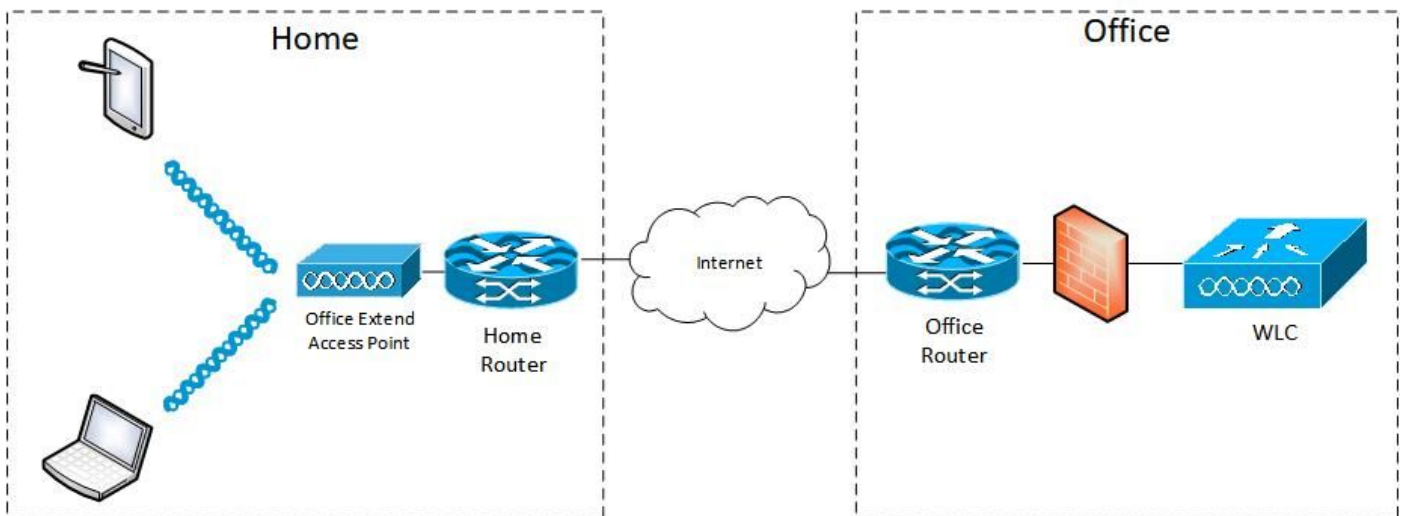 Home
Office
Office Extend
Access Point
Home
Router
Internet
Office
Router
WLC